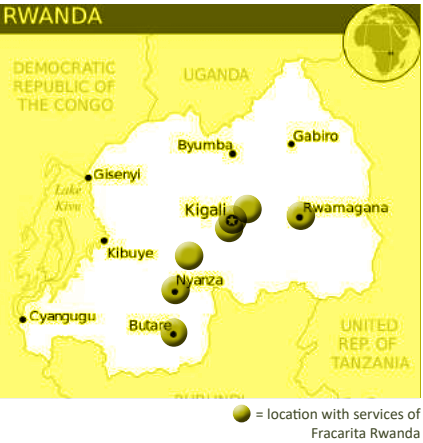 RWANDA
DEMOCRATIC
REPUBLIC OF
THE CONGO
UGANDA
Byumba
Gabiro
Gisenyi
Lake
Kivu
Kigali
Rwamagana
Kibuye
Nyanza
Cyangugu
Butare
UNITED
REP. OF
TANZANIA
BURUNDI
= location with services of
Fracarita Rwanda